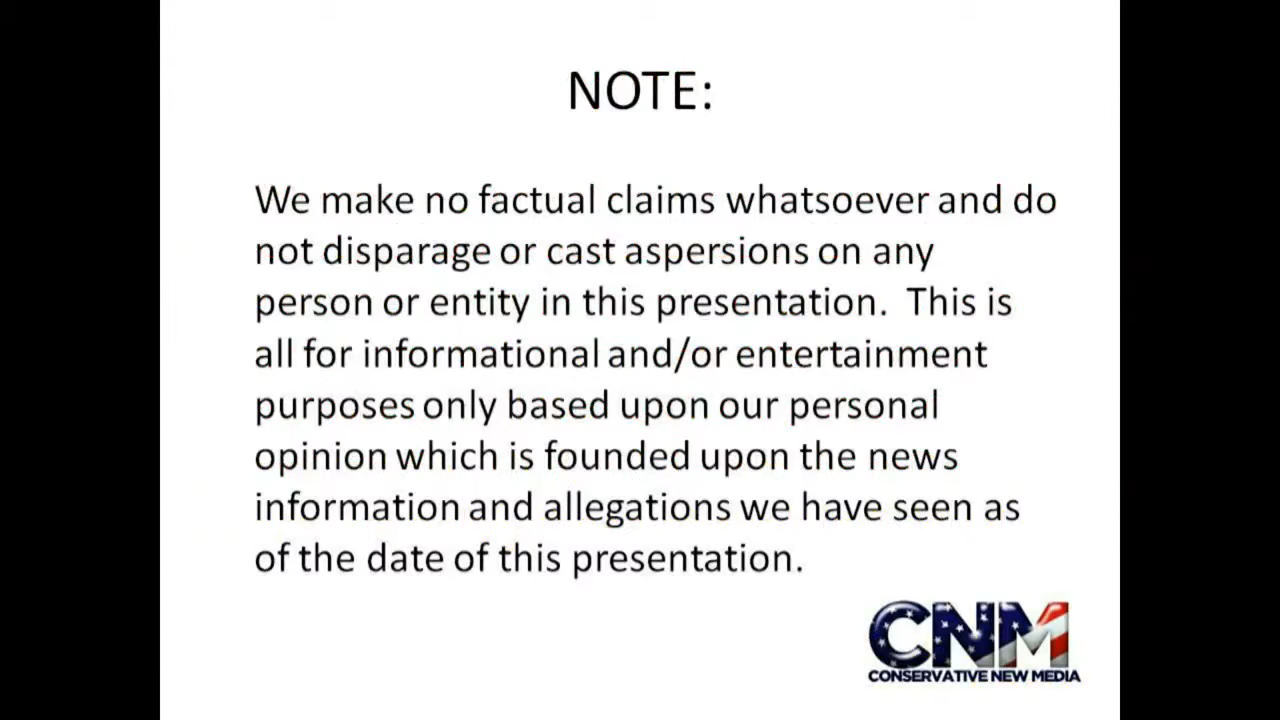 NOTE:
We make no factual claims whatsoever and do
not disparage or cast aspersions on any
person or entity in this presentation.  This is
all for informational and/or entertainment
purposes only based upon our personal
opinion which is founded upon the news
information and allegations we have seen as
of the date of this presentation.
CNM
CONSERVATIVE NEW MEDIA